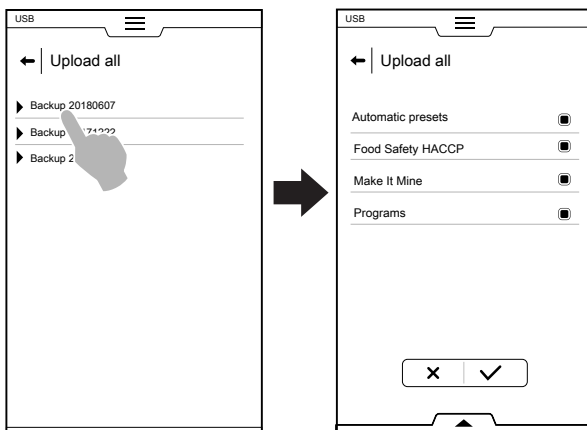 USB
Upload all
Backup 20180607
Backup
Backup
USB
Upload all
Automatic presets
Food Safety HACCP
Make It Mine
Programs